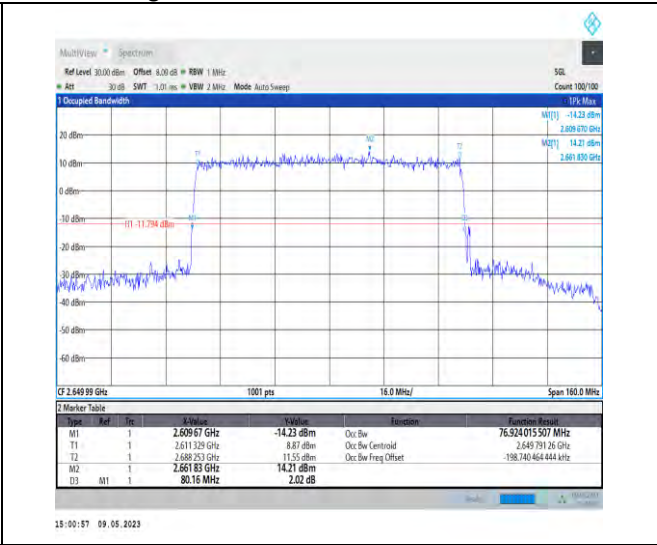 MultiView Spectrum
Ref Level 30.00 dBm Offset 8.09 dB RBW 1 MHz SGL
Att 30 dB SWT 1.01 ms VBW 2 MHz Mode Auto Sweep Count 100/100
1 Occupied Bandwidth 1Pk Max
M1[1] -14.23 dBm
2.609 670 GHz
M2[1] 14.21 dBm
2.661 830 GHz
20 dBm
M2
T1
T2
10 dBm
0 dBm
-10 dBm
H1 -11.794 dBm
M1
-20 dBm
-30 dBm
-40 dBm
-50 dBm
-60 dBm
CF 2.649 99 GHz 1001 pts 16.0 MHz/ Span 160.0 MHz
2 Marker Table
Type Ref Trc X-Value Y-Value Function Function Result
M1 1 2.609 67 GHz -14.23 dBm Occ Bw 76.924 015 507 MHz
T1 1 2.611 329 GHz 8.87 dBm Occ Bw Centroid 2.649 791 26 GHz
T2 1 2.688 253 GHz 11.55 dBm Occ Bw Freq Offset -198.740 464 444 kHz
M2 1 2.661 83 GHz 14.21 dBm
D3 M1 1 80.16 MHz 2.02 dB
15:00:57 09.05.2023